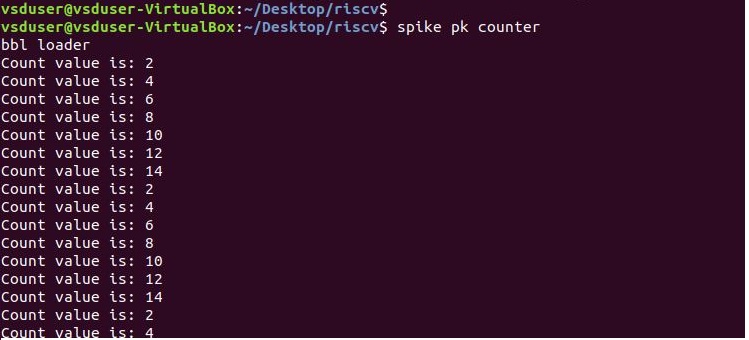 vsduser@vsduser-VirtualBox:~/Desktop/riscv$
vsduser@vsduser-VirtualBox:~/Desktop/riscv$ spike pk counter
bbl loader
Count value is: 2
Count value is: 4
Count value is: 6
Count value is: 8
Count value is: 10
Count value is: 12
Count value is: 14
Count value is: 2
Count value is: 4
Count value is: 6
Count value is: 8
Count value is: 10
Count value is: 12
Count value is: 14
Count value is: 2
Count value is: 4